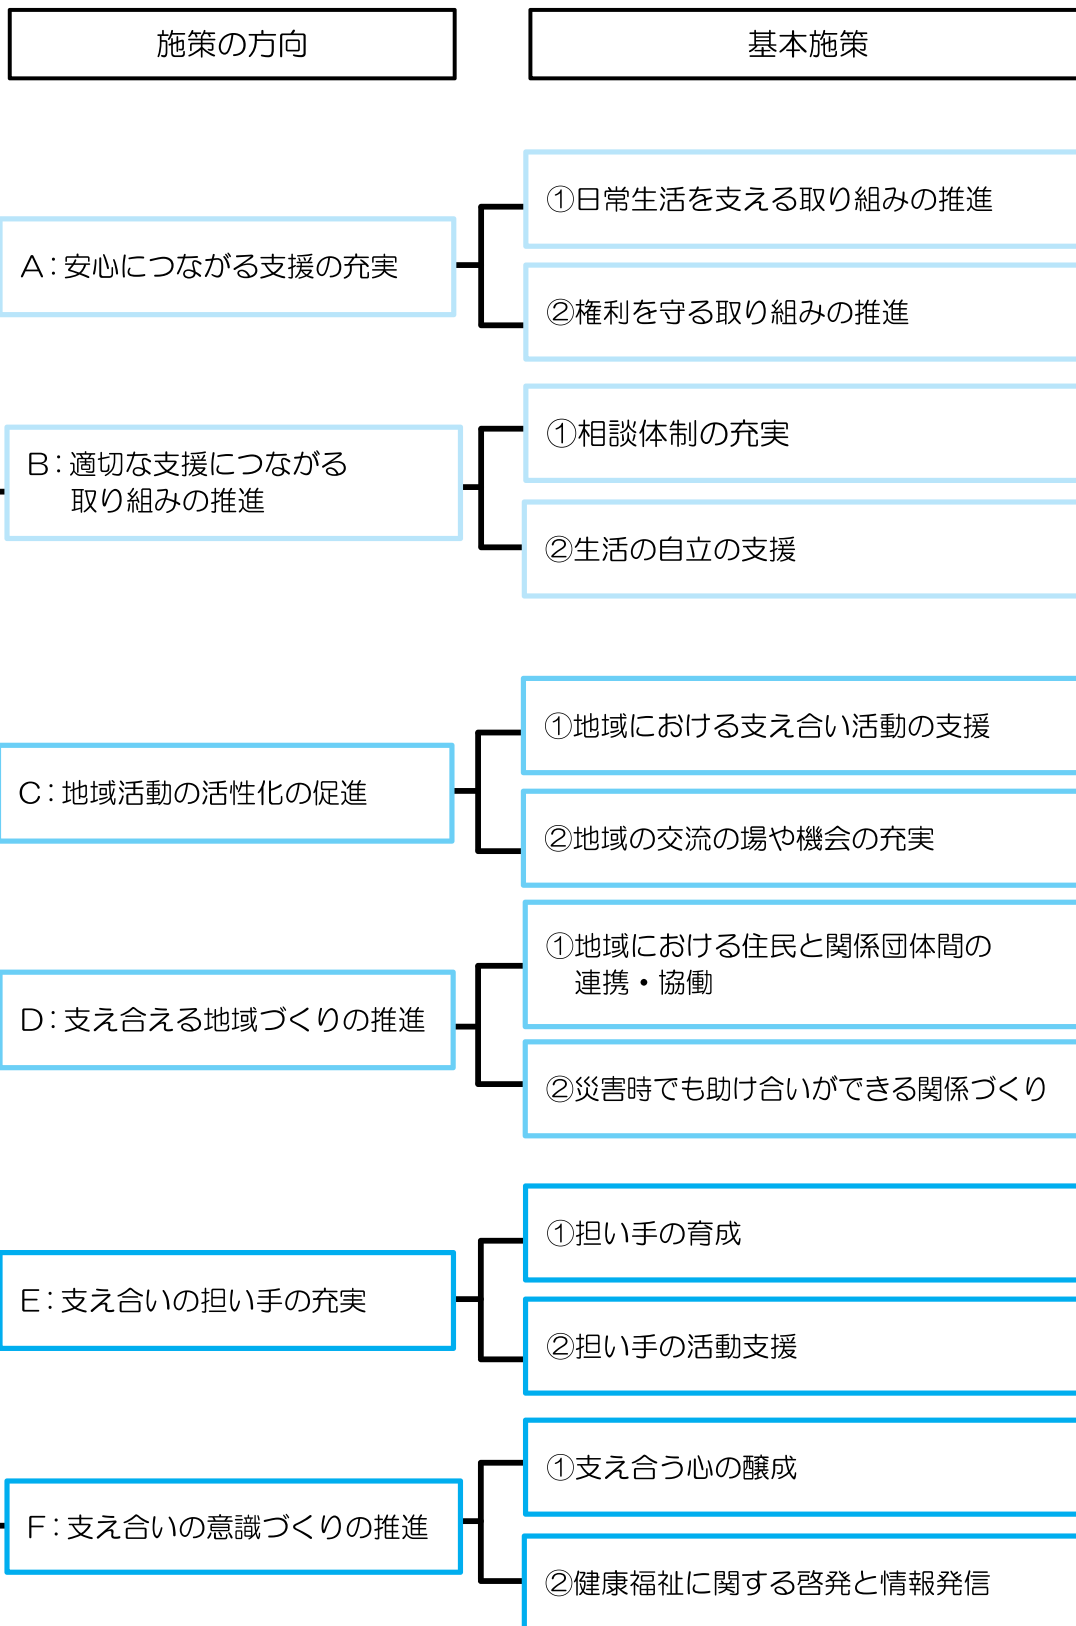 施策の方向
基本施策
A：安心につながる支援の充実
①日常生活を支える取り組みの推進
②権利を守る取り組みの推進
B：適切な支援につながる
取り組みの推進
①相談体制の充実
②生活の自立の支援
C：地域活動の活性化の促進
①地域における支え合い活動の支援
②地域の交流の場や機会の充実
D：支え合える地域づくりの推進
①地域における住民と関係団体間の
連携・協働
②災害時でも助け合いができる関係づくり
E：支え合いの担い手の充実
①担い手の育成
②担い手の活動支援
F：支え合いの意識づくりの推進
①支え合う心の醸成
②健康福祉に関する啓発と情報発信